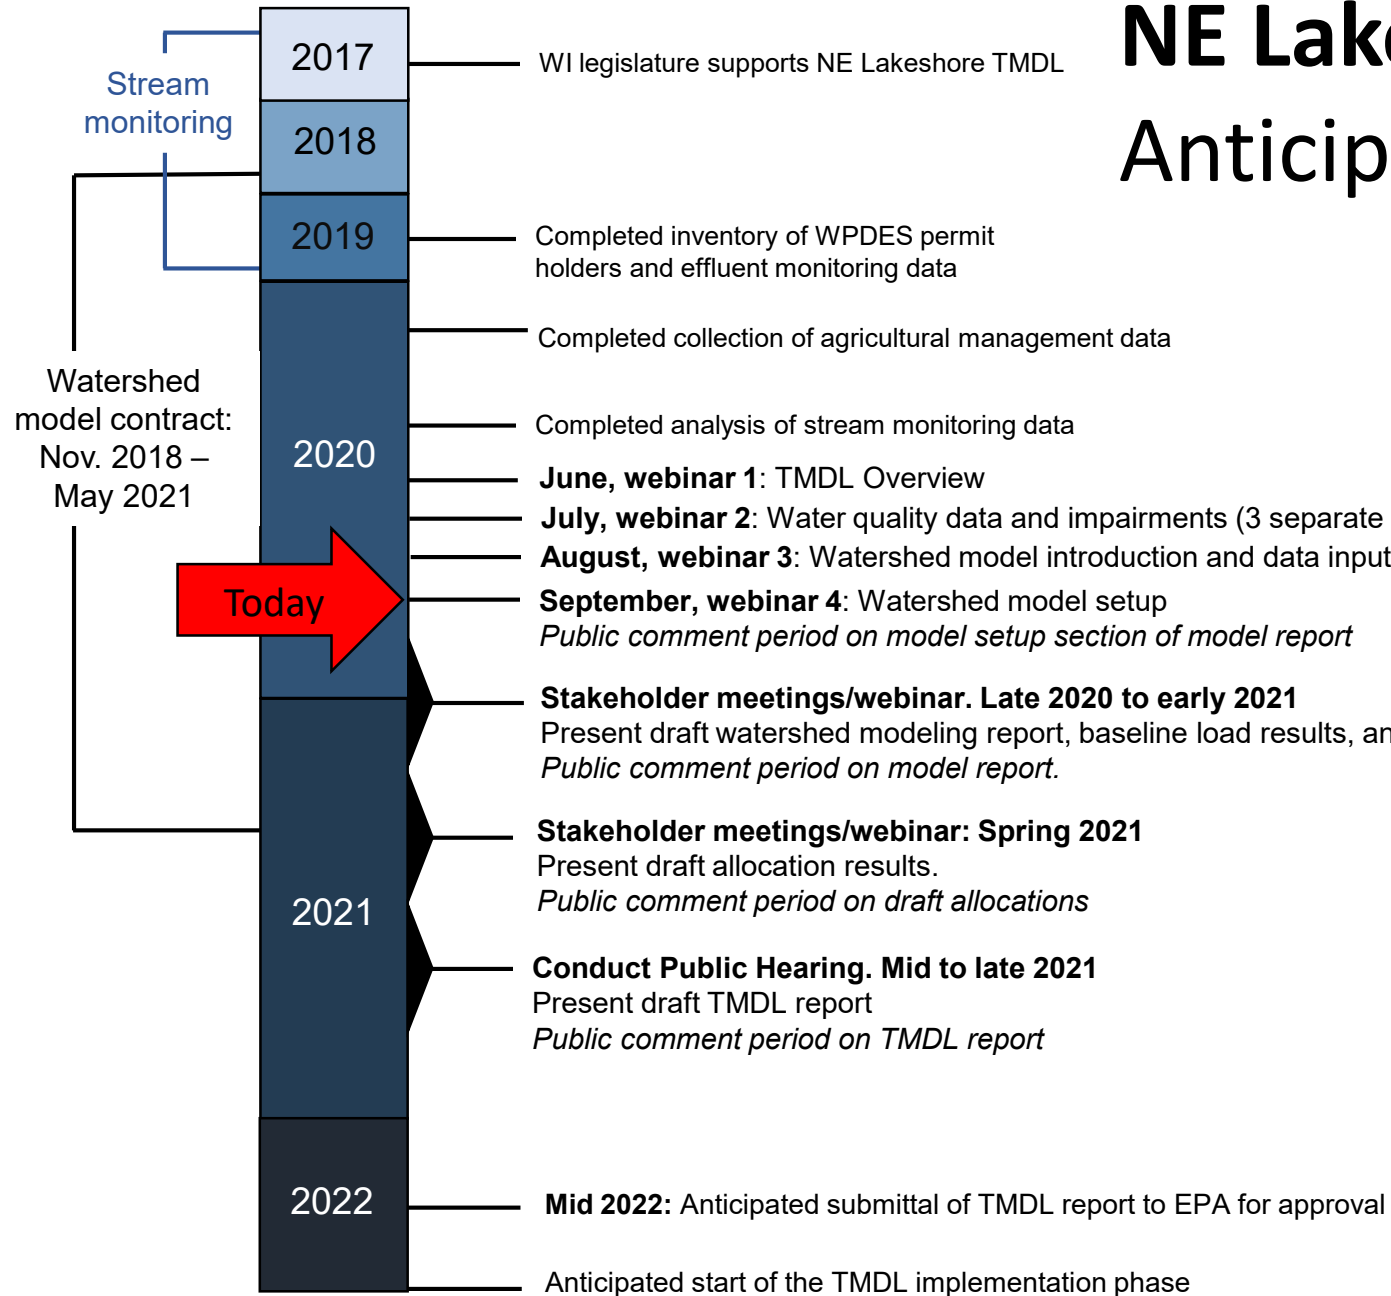 NE Lake
Anticip
2017
WI legislature supports NE Lakeshore TMDL
Stream
monitoring
2018
2019
Completed inventory of WPDES permit
holders and effluent monitoring data
Completed collection of agricultural management data
Watershed
model contract:
Nov. 2018 –
May 2021
2020
Completed analysis of stream monitoring data
June, webinar 1: TMDL Overview
July, webinar 2: Water quality data and impairments (3 separate
August, webinar 3: Watershed model introduction and data input
Today
September, webinar 4: Watershed model setup
Public comment period on model setup section of model report
Stakeholder meetings/webinar. Late 2020 to early 2021
Present draft watershed modeling report, baseline load results, an
Public comment period on model report.
Stakeholder meetings/webinar: Spring 2021
Present draft allocation results.
Public comment period on draft allocations
2021
Conduct Public Hearing. Mid to late 2021
Present draft TMDL report
Public comment period on TMDL report
2022
Mid 2022: Anticipated submittal of TMDL report to EPA for approval
Anticipated start of the TMDL implementation phase